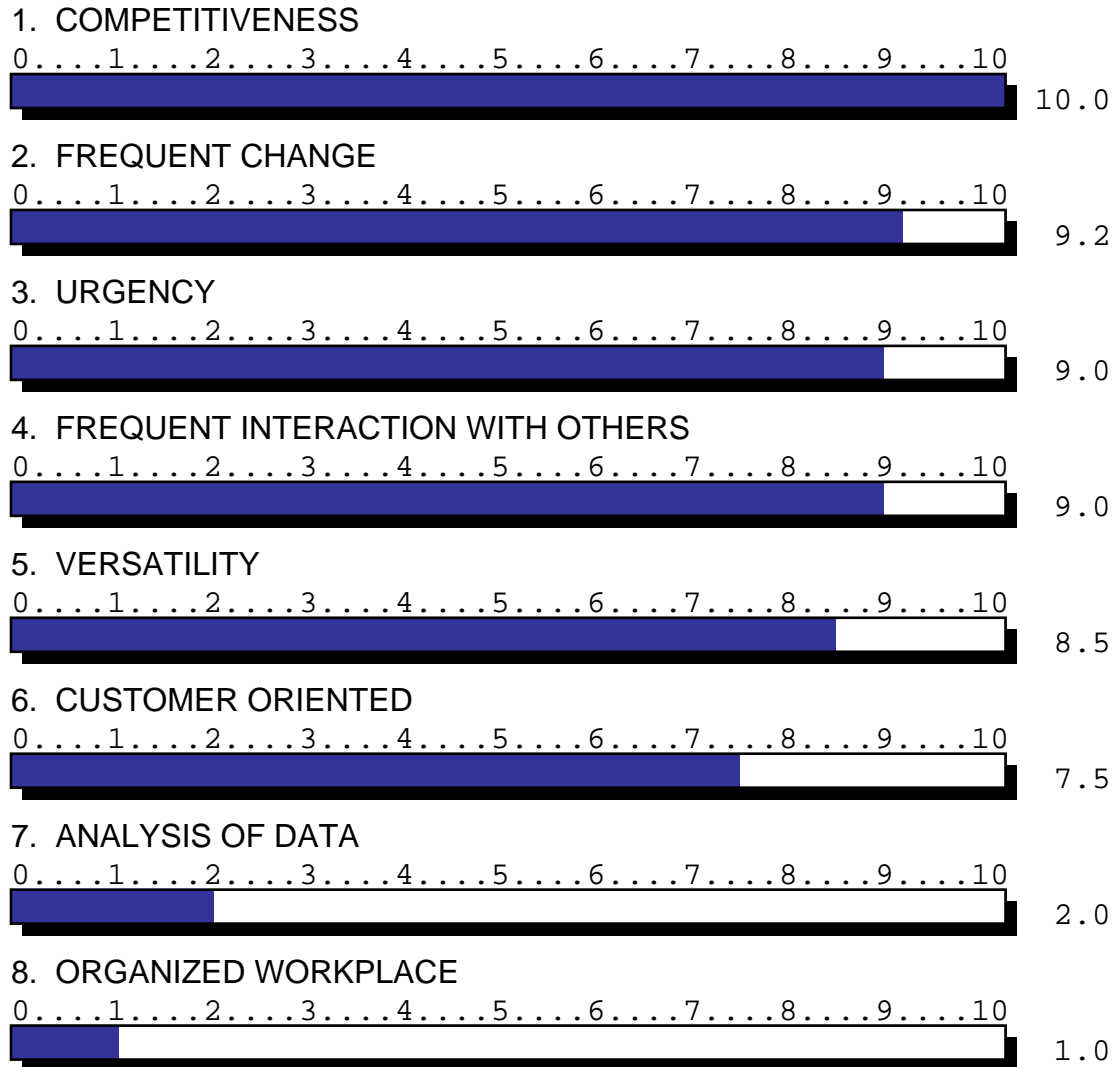 1. COMPETITIVENESS
0....1....2....3....4....5....6....7....8....9....10
10.0
2. FREQUENT CHANGE
0....1....2....3....4....5....6....7....8....9....10
9.2
3. URGENCY
0....1....2....3....4....5....6....7....8....9....10
9.0
4. FREQUENT INTERACTION WITH OTHERS
0....1....2....3....4....5....6....7....8....9....10
9.0
5. VERSATILITY
0....1....2....3....4....5....6....7....8....9....10
8.5
6. CUSTOMER ORIENTED
0....1....2....3....4....5....6....7....8....9....10
7.5
7. ANALYSIS OF DATA
0....1....2....3....4....5....6....7....8....9....10
2.0
8. ORGANIZED WORKPLACE
0....1....2....3....4....5....6....7....8....9....10
1.0